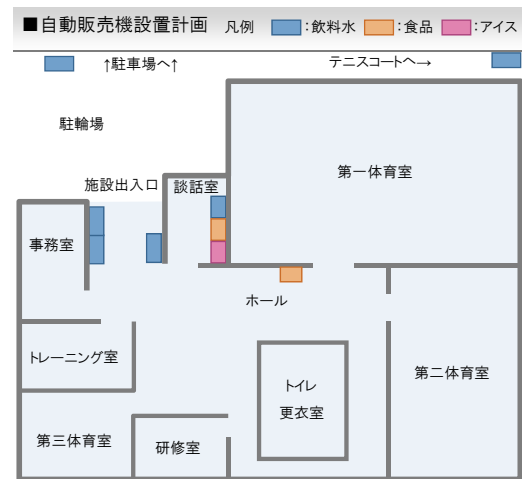 ■自動販売機設置計画 凡例 :飲料水 :食品 :アイス
↑駐車場へ↑ テニスコートへ→
駐輪場
第一体育室
施設出入口 談話室
事務室
ホール
トレーニング室
第二体育室
トイレ
更衣室
第三体育室
研修室